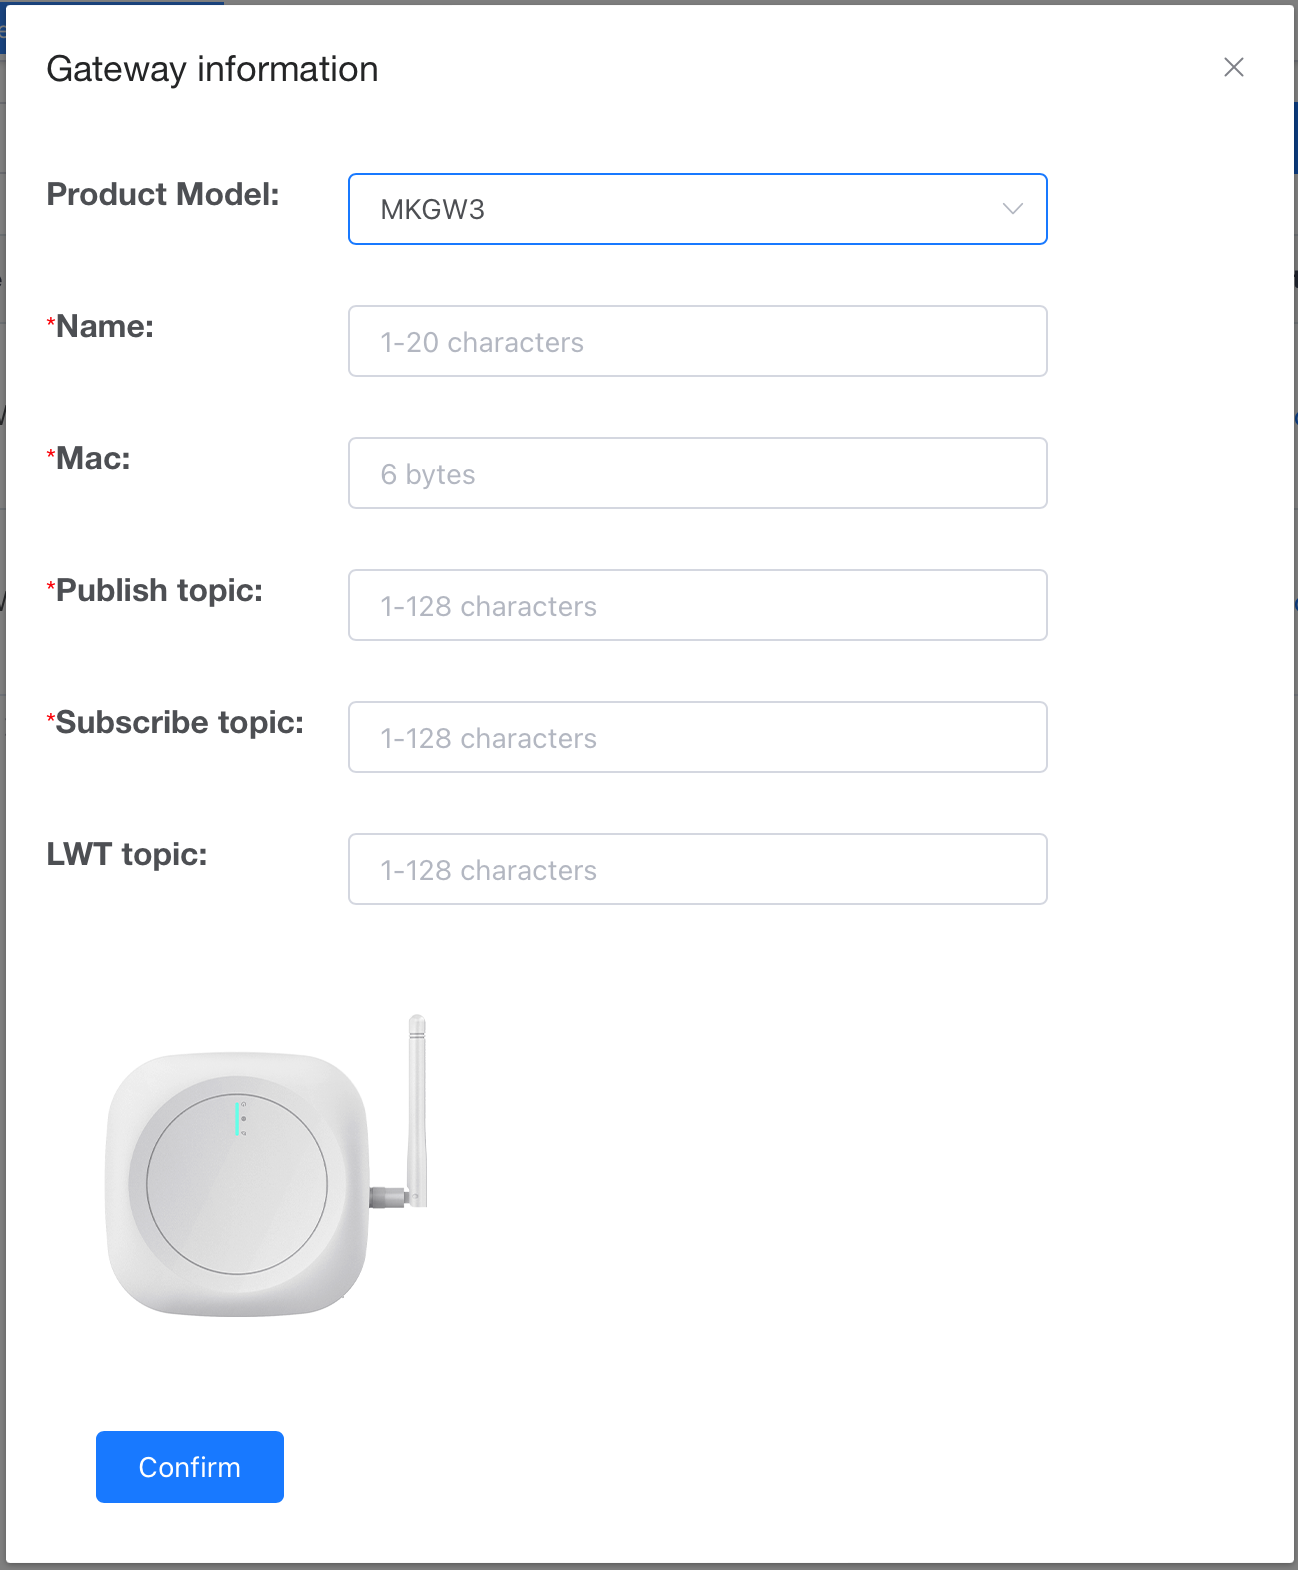 Gateway information
Product Model:
MKGW3
*Name:
1-20 characters
*Mac:
6 bytes
*Publish topic:
1-128 characters
*Subscribe topic:
1-128 characters
LWT topic:
1-128 characters
Confirm